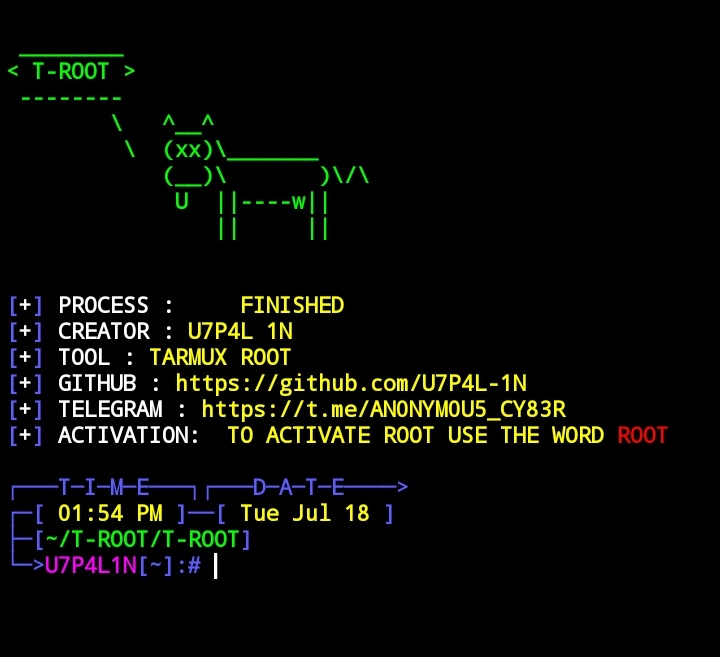 ________
< T-ROOT >
 --------
        \   ^__^
         \  (xx)\_______
            (__)\       )\/\
             U  ||----w||
                ||     ||
[+] PROCESS :     FINISHED
[+] CREATOR : U7P4L 1N
[+] TOOL : TARMUX ROOT
[+] GITHUB : https://github.com/U7P4L-1N
[+] TELEGRAM : https://t.me/AN0NYM0U5_CY83R
[+] ACTIVATION:  TO ACTIVATE ROOT USE THE WORD ROOT
┌───T─I─M─E───┐┌───D─A─T─E────>
┌─[ 01:54 PM ]──[ Tue Jul 18 ]
├─[~/T-ROOT/T-ROOT]
└─>U7P4L1N[~]:#